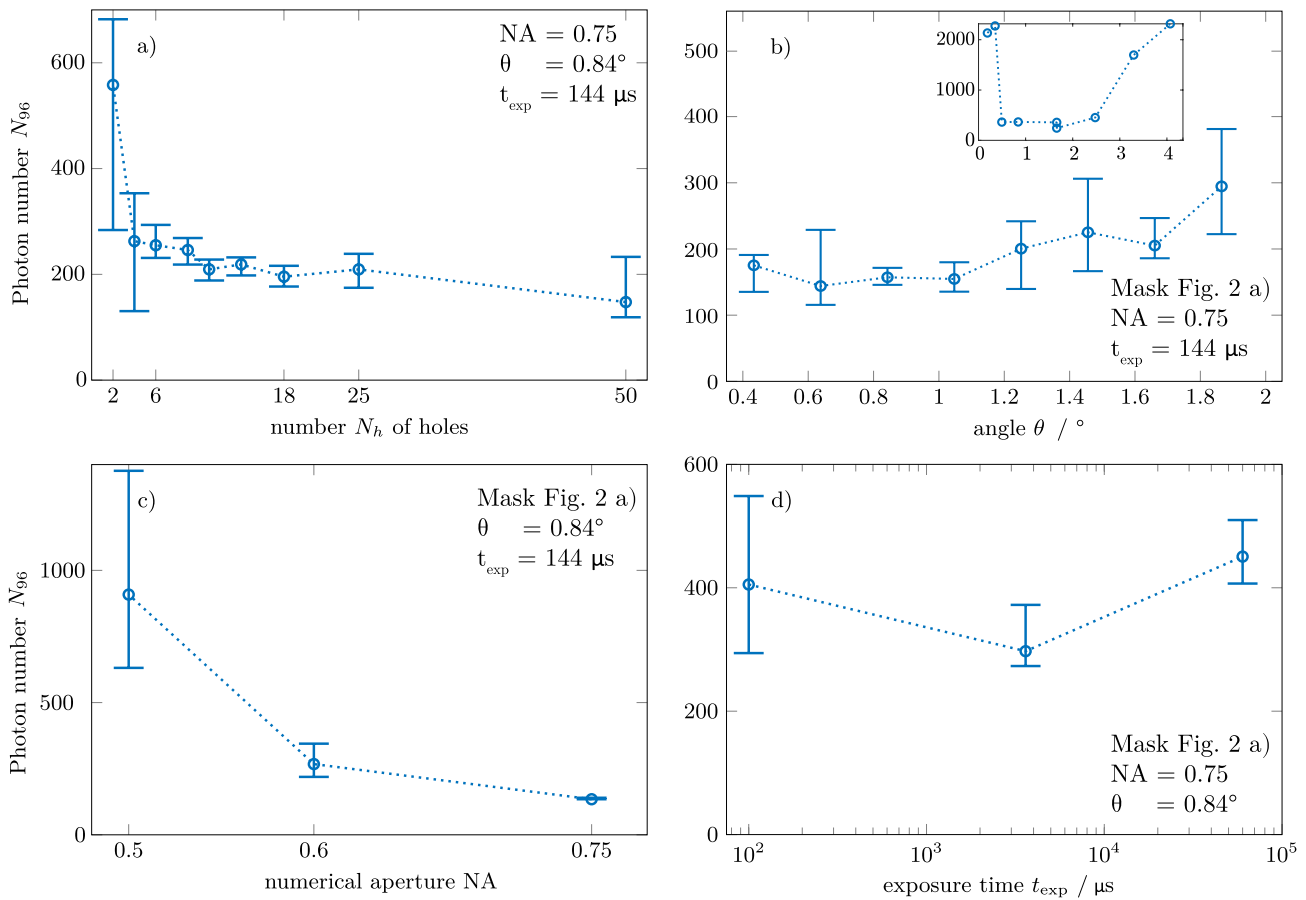 a)
NA = 0.75
θ = 0.84°
t_exp = 144 µs
600
400
200
0
2 6 18 25 50
Photon number N_96
number N_h of holes
b)
2000
1000
0
0 1 2 3 4
500
400
300
200
100
0
0.4 0.6 0.8 1 1.2 1.4 1.6 1.8 2
Mask Fig. 2 a)
NA = 0.75
t_exp = 144 µs
angle θ / °
c)
Mask Fig. 2 a)
θ = 0.84°
t_exp = 144 µs
1000
500
0
0.5 0.6 0.75
Photon number N_96
numerical aperture NA
d)
600
400
200
0
10^2 10^3 10^4 10^5
Mask Fig. 2 a)
NA = 0.75
θ = 0.84°
exposure time t_exp / µs